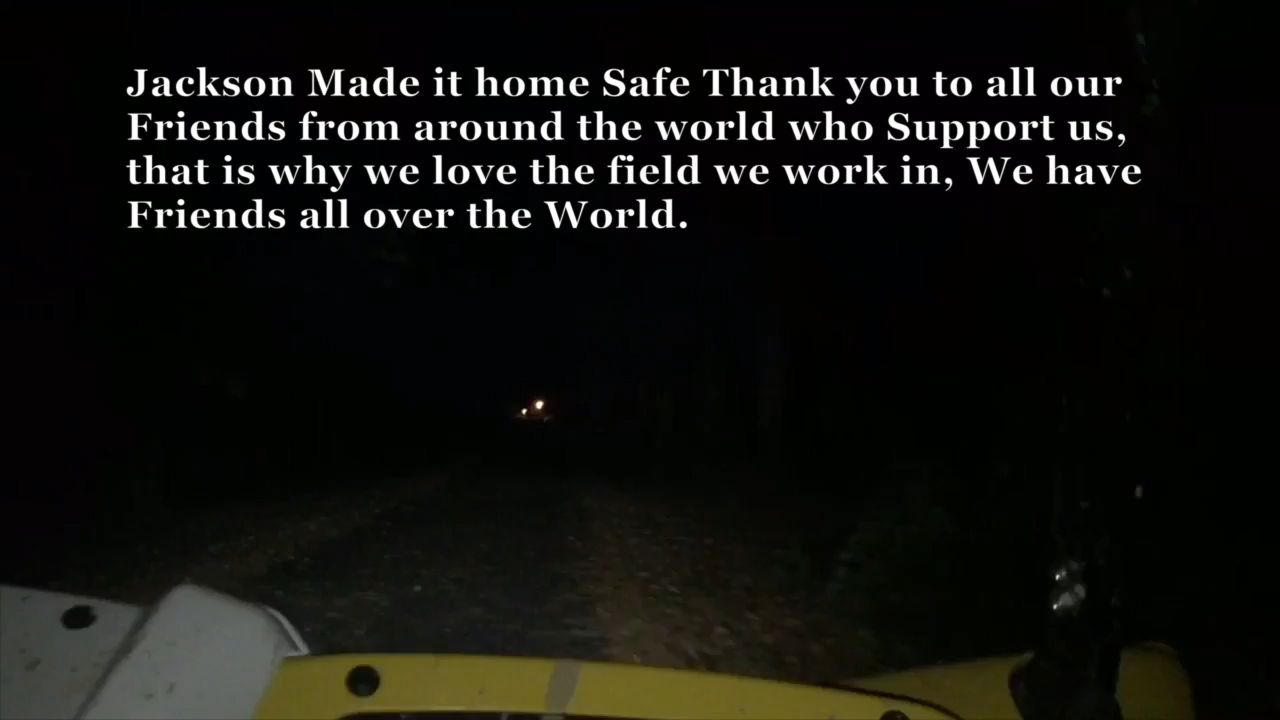 Jackson Made it home Safe Thank you to all our
Friends from around the world who Support us,
that is why we love the field we work in, We have
Friends all over the World.